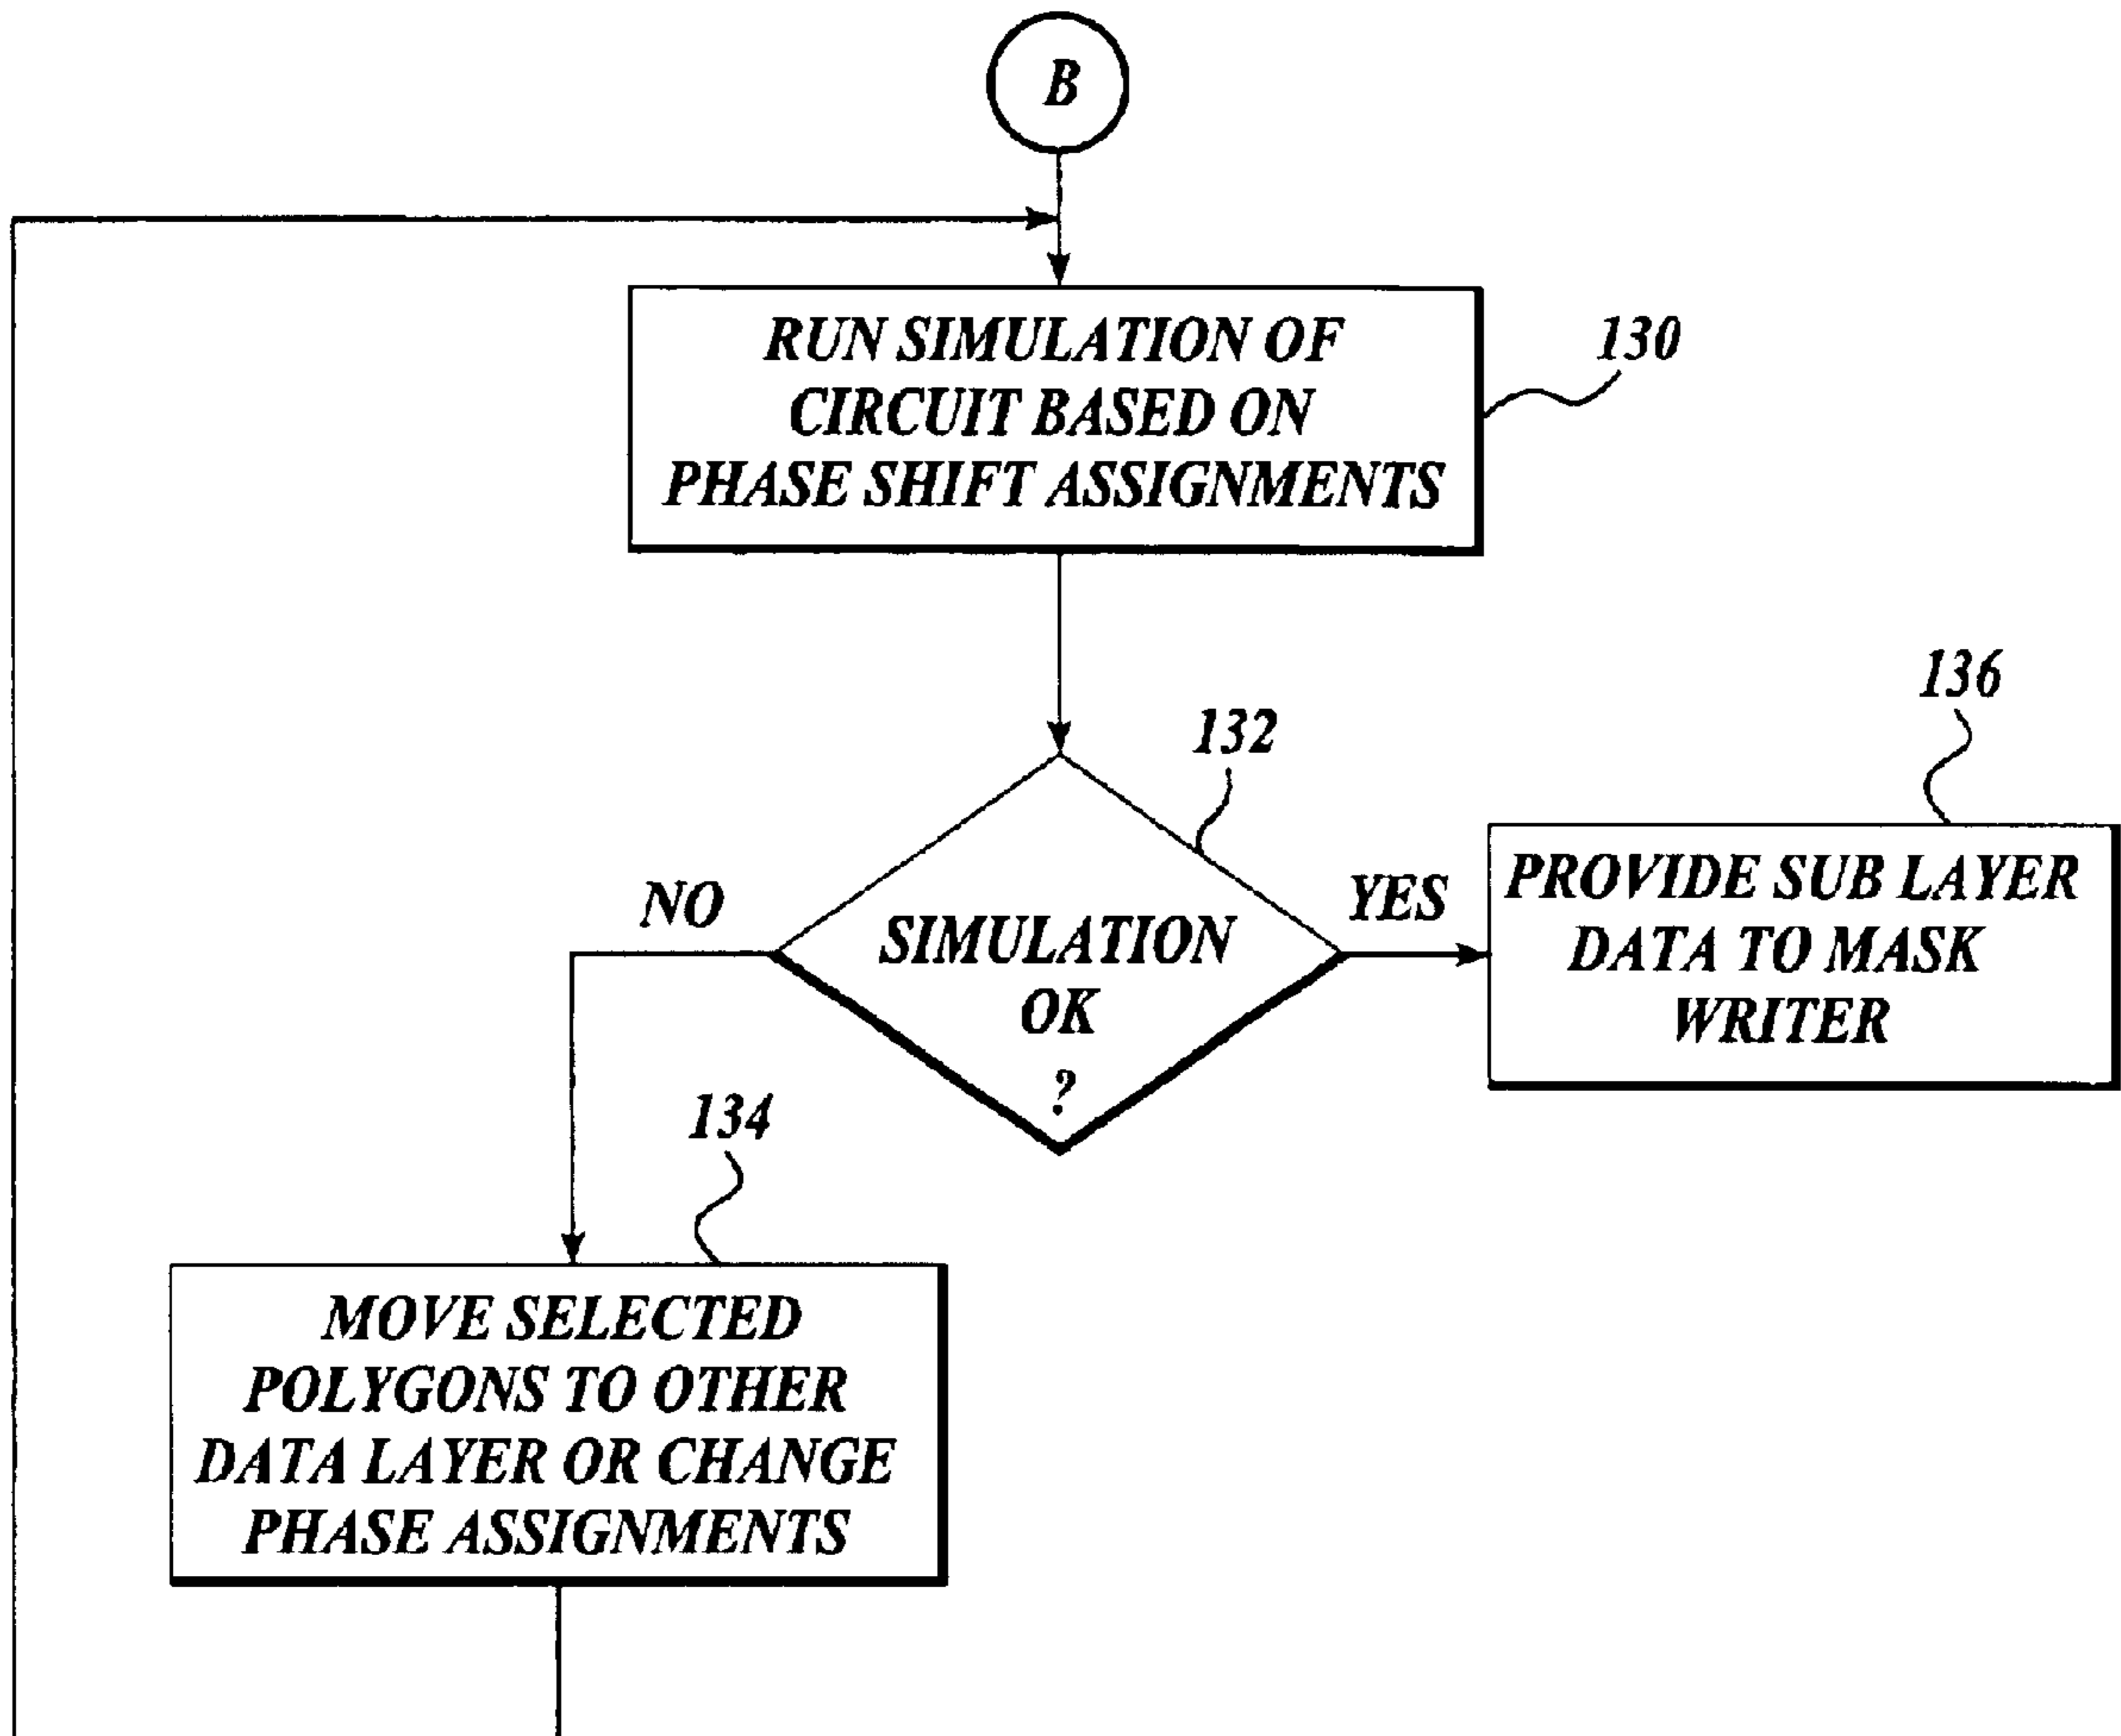 B
RUN SIMULATION OF
CIRCUIT BASED ON
PHASE SHIFT ASSIGNMENTS
130
132
136
NO
SIMULATION
OK
?
YES
PROVIDE SUB LAYER
DATA TO MASK
WRITER
134
MOVE SELECTED
POLYGONS TO OTHER
DATA LAYER OR CHANGE
PHASE ASSIGNMENTS